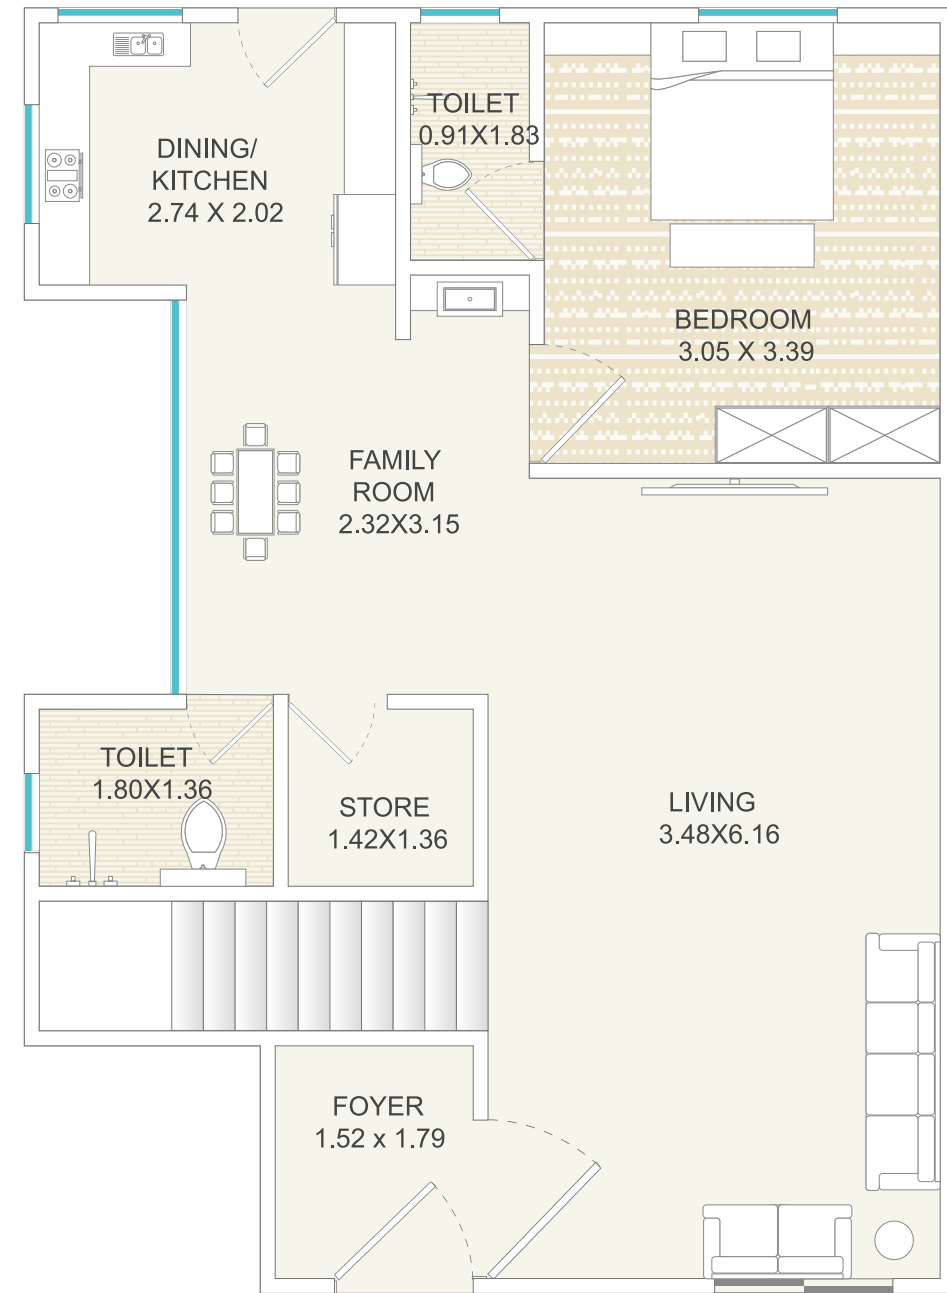 TOILET
0.91X1.83
DINING/
KITCHEN
2.74 X 2.02
BEDROOM
3.05 X 3.39
FAMILY
ROOM
2.32X3.15
TOILET
1.80X1.36
STORE
1.42X1.36
LIVING
3.48X6.16
FOYER
1.52 x 1.79